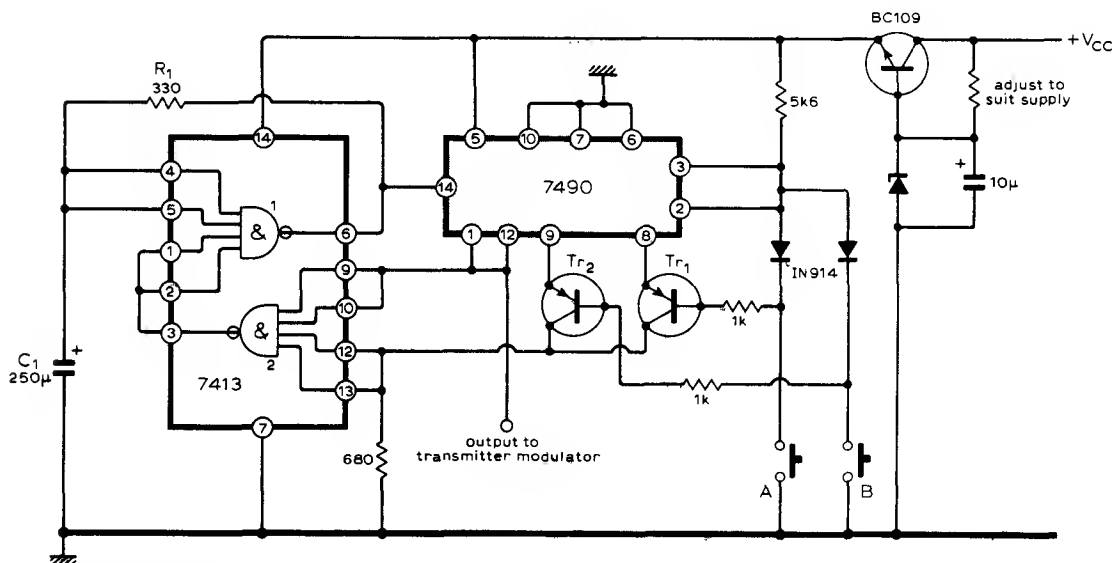 BC109
+VCC
R1
330
adjust to
suit supply
5k6
14
5
10
7
6
4
3
1
7490
+
10μ
5
&
14
2
6
1
1
12
9
8
9
Tr2
Tr1
IN914
2
10
1k
3
&
12
+
C1
250μ
2
7413
13
1k
7
680
output to
transmitter modulator
A
B